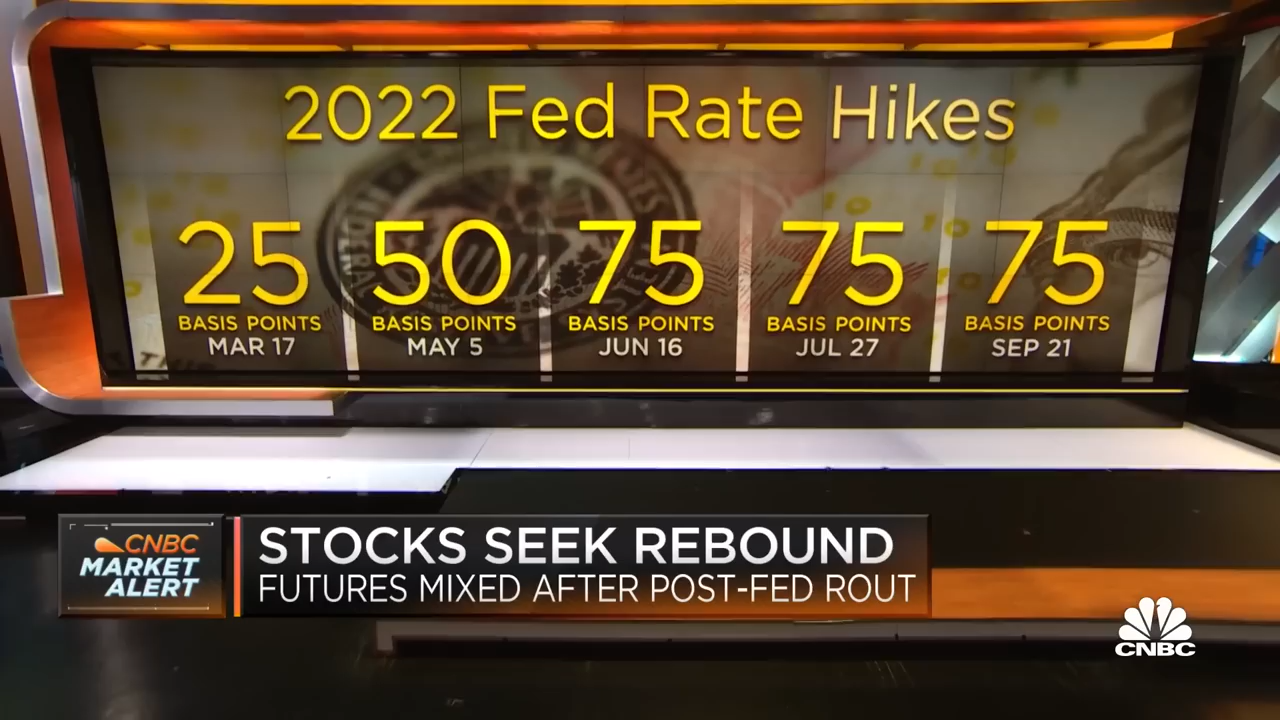 2022 Fed Rate Hikes
25
BASIS POINTS
MAR 17
50
BASIS POINTS
MAY 5
75
BASIS POINTS
JUN 16
75
BASIS POINTS
JUL 27
75
BASIS POINTS
SEP 21
CNBC
MARKET
ALERT
STOCKS SEEK REBOUND
FUTURES MIXED AFTER POST-FED ROUT
CNBC